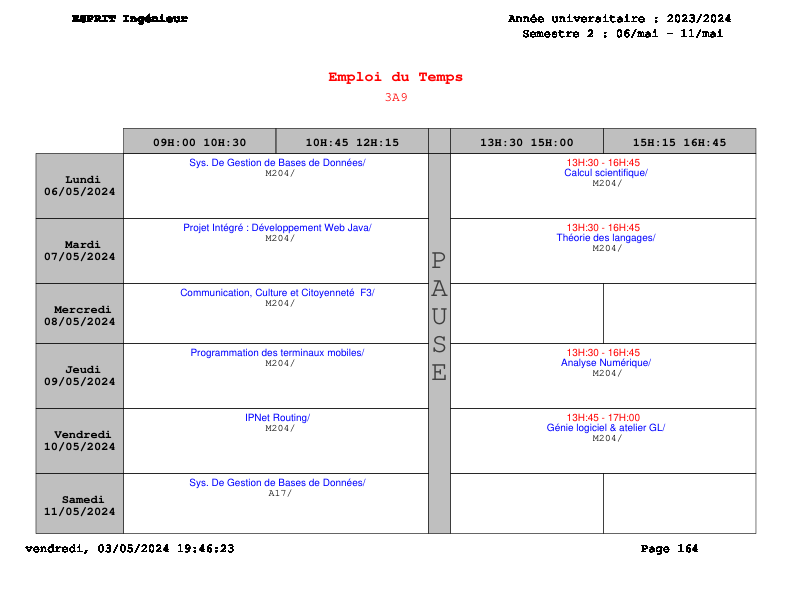 ESPRIT Ingénieur
Année universitaire : 2023/2024
Semestre 2 : 06/mai - 11/mai
Emploi du Temps
3A9
09H:00 10H:30
10H:45 12H:15
13H:30 15H:00
15H:15 16H:45
PAUSE
Lundi
06/05/2024
Sys. De Gestion de Bases de Données/
M204/
13H:30 - 16H:45
Calcul scientifique/
M204/
Mardi
07/05/2024
Projet Intégré : Développement Web Java/
M204/
13H:30 - 16H:45
Théorie des langages/
M204/
Mercredi
08/05/2024
Communication, Culture et Citoyenneté F3/
M204/
Jeudi
09/05/2024
Programmation des terminaux mobiles/
M204/
13H:30 - 16H:45
Analyse Numérique/
M204/
Vendredi
10/05/2024
IPNet Routing/
M204/
13H:45 - 17H:00
Génie logiciel & atelier GL/
M204/
Samedi
11/05/2024
Sys. De Gestion de Bases de Données/
A17/
vendredi, 03/05/2024 19:46:23
Page 164